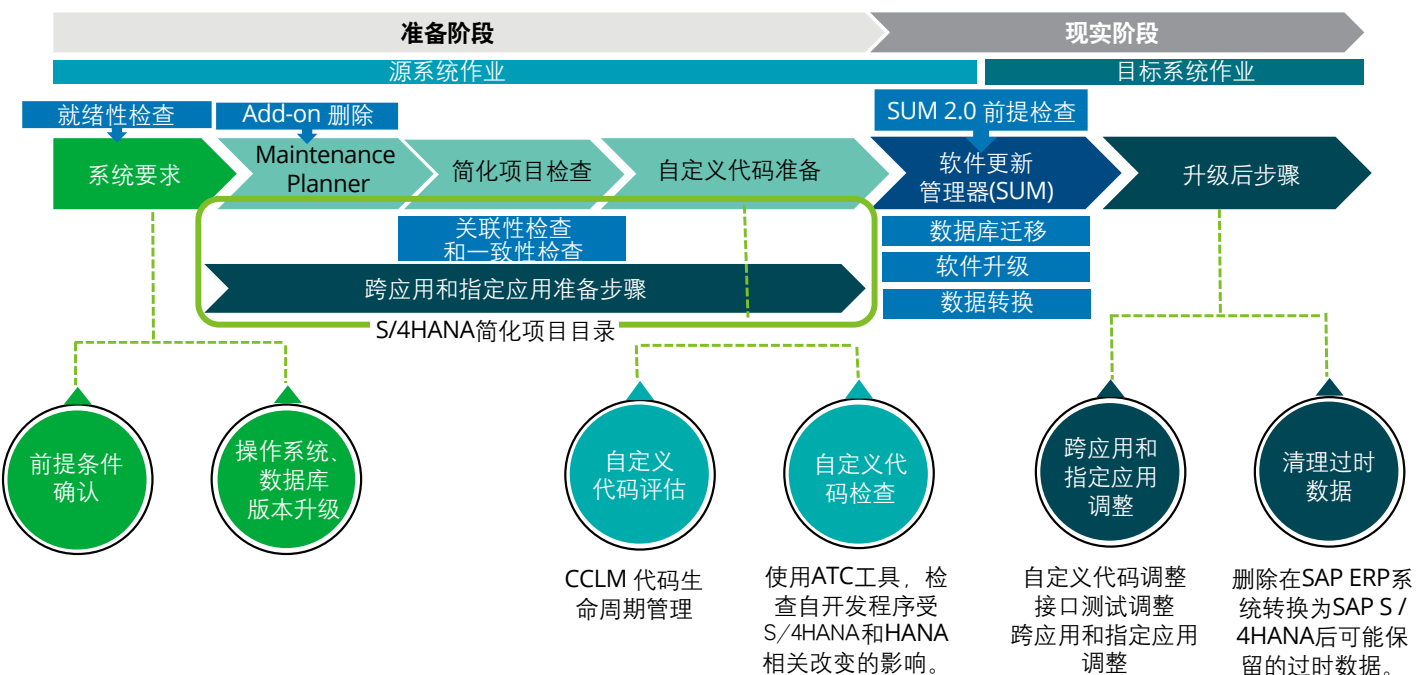 准备阶段
现实阶段
源系统作业
目标系统作业
就绪性检查
Add-on 删除
SUM 2.0 前提检查
系统要求
Maintenance
Planner
简化项目检查
自定义代码准备
软件更新
管理器(SUM)
升级后步骤
关联性检查
和一致性检查
数据库迁移
软件升级
数据转换
跨应用和指定应用准备步骤
S/4HANA简化项目目录
前提条件
确认
操作系统、
数据库
版本升级
自定义
代码评估
自定义代
码检查
跨应用和
指定应用
调整
清理过时
数据
CCLM 代码生
命周期管理
使用ATC工具，检
查自开发程序受
S/4HANA和HANA
相关改变的影响。
自定义代码调整
接口测试调整
跨应用和指定应用
调整
删除在SAP ERP系
统转换为SAP S /
4HANA后可能保
留的过时数据。